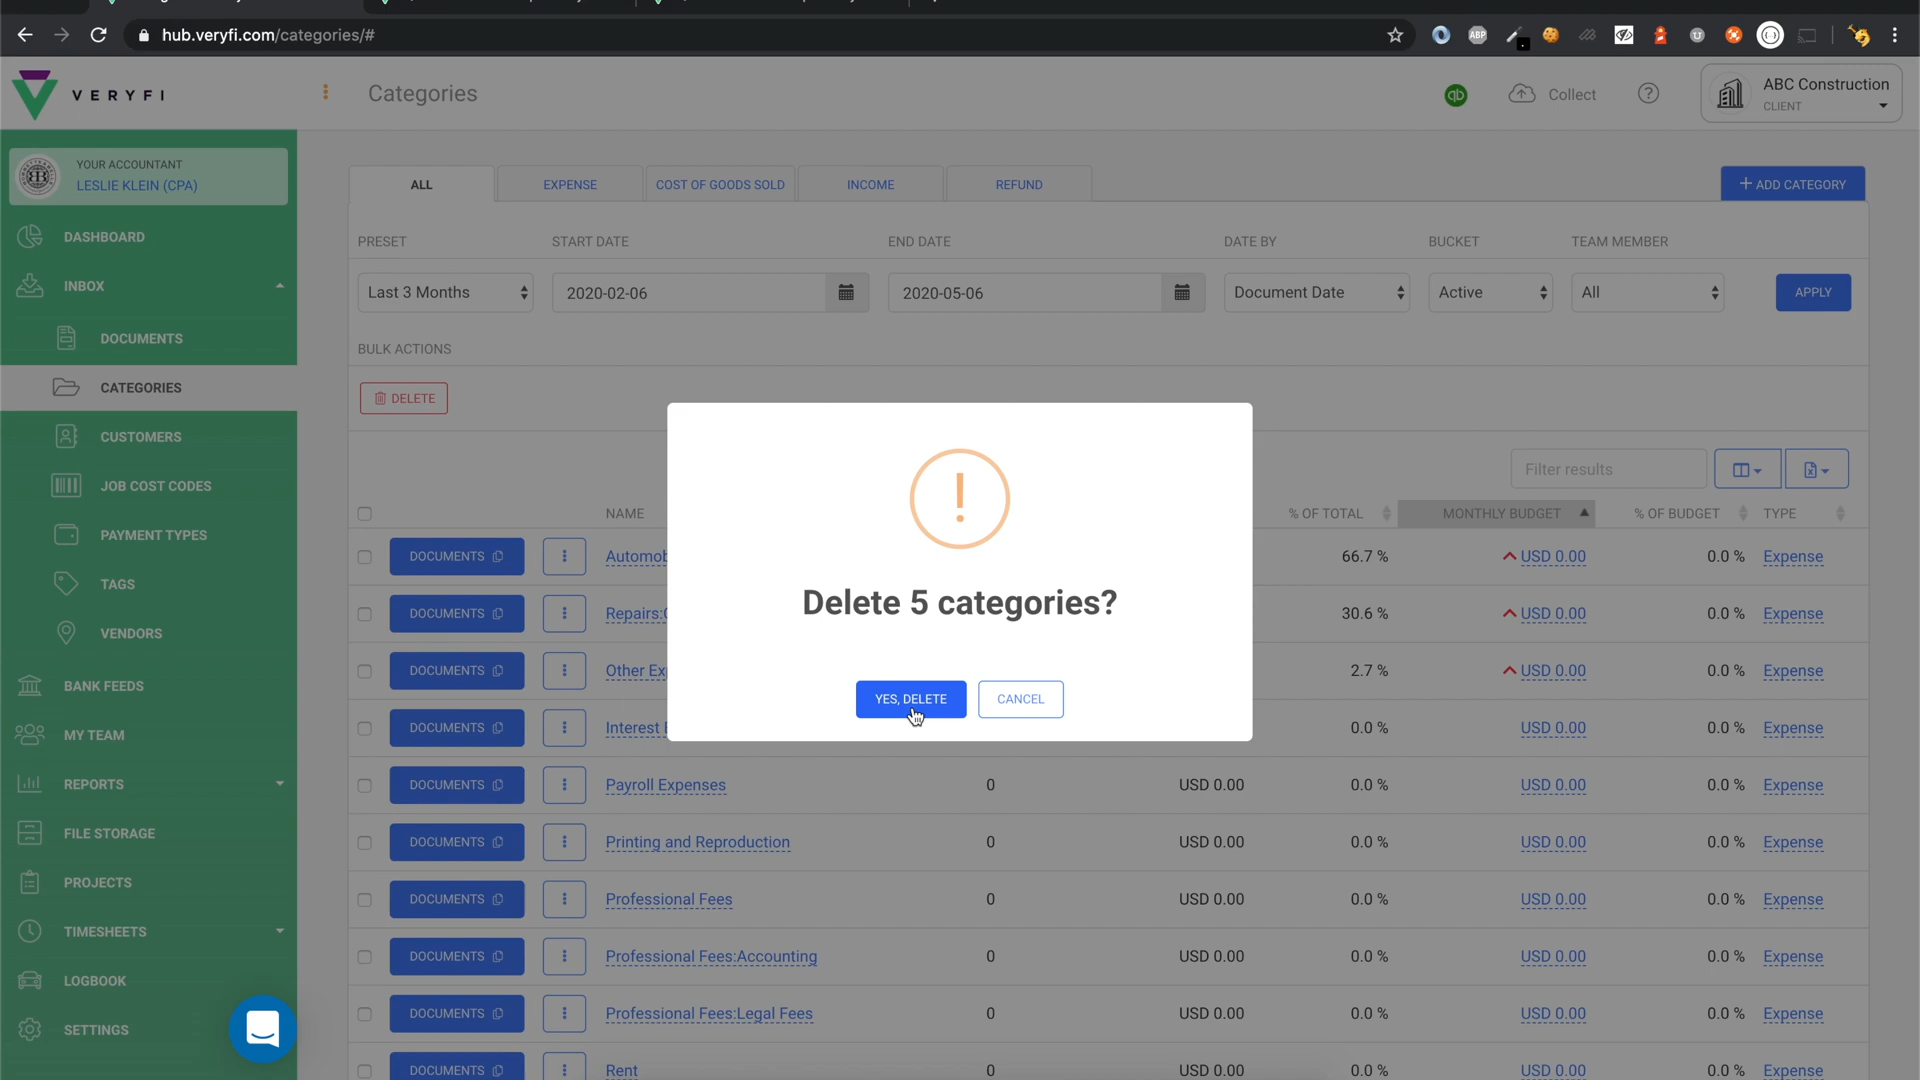 hub.veryfi.com/categories/#
ABP
VERYFI
Categories
qb
Collect
?
ABC Construction
CLIENT
YOUR ACCOUNTANT
LESLIE KLEIN (CPA)
DASHBOARD
INBOX
DOCUMENTS
CATEGORIES
CUSTOMERS
JOB COST CODES
PAYMENT TYPES
TAGS
VENDORS
BANK FEEDS
MY TEAM
REPORTS
FILE STORAGE
PROJECTS
TIMESHEETS
LOGBOOK
SETTINGS
ALL EXPENSE COST OF GOODS SOLD INCOME REFUND
+ ADD CATEGORY
PRESET START DATE END DATE DATE BY BUCKET TEAM MEMBER
Last 3 Months 2020-02-06 2020-05-06 Document Date Active All APPLY
BULK ACTIONS
DELETE
Filter results
NAME % OF TOTAL MONTHLY BUDGET % OF BUDGET TYPE
DOCUMENTS 66.7 % USD 0.00 0.0 % Expense
DOCUMENTS Repairs: 30.6 % USD 0.00 0.0 % Expense
DOCUMENTS Other 2.7 % USD 0.00 0.0 % Expense
DOCUMENTS Interest 0.0 % USD 0.00 0.0 % Expense
DOCUMENTS Payroll Expenses 0 USD 0.00 0.0 % USD 0.00 0.0 % Expense
DOCUMENTS Printing and Reproduction 0 USD 0.00 0.0 % USD 0.00 0.0 % Expense
DOCUMENTS Professional Fees 0 USD 0.00 0.0 % USD 0.00 0.0 % Expense
DOCUMENTS Professional Fees:Accounting 0 USD 0.00 0.0 % USD 0.00 0.0 % Expense
DOCUMENTS Professional Fees:Legal Fees 0 USD 0.00 0.0 % USD 0.00 0.0 % Expense
DOCUMENTS Rent 0 USD 0.00 0.0 % USD 0.00 0.0 % Expense
!
Delete 5 categories?
YES, DELETE CANCEL